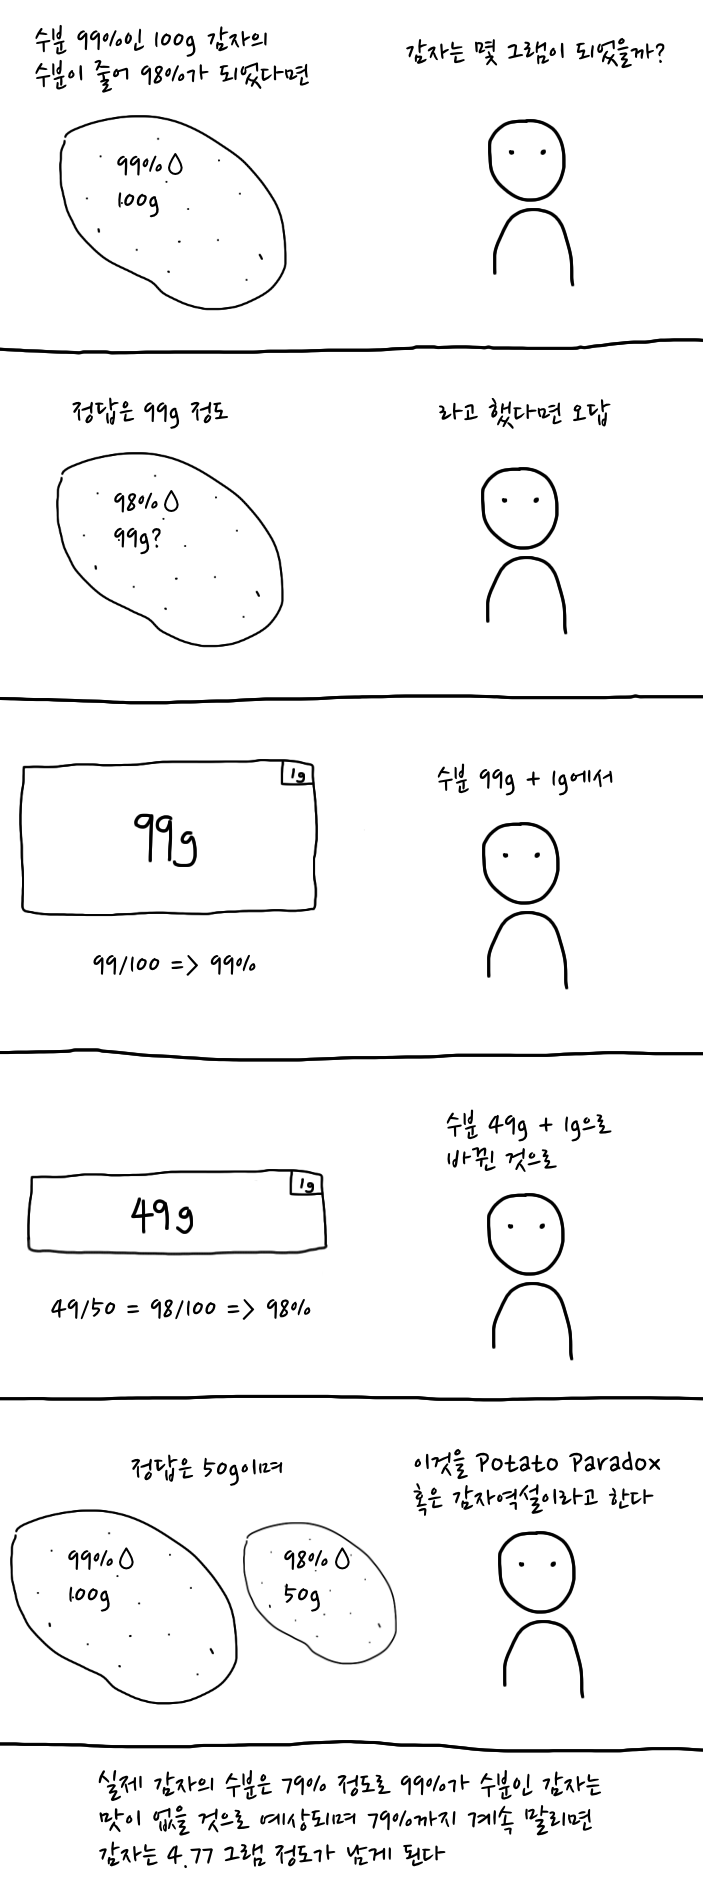 수분 99%인 100g 감자의
수분이 줄어 98%가 되었다면
감자는 몇 그램이 되었을까?
99%
100g
정답은 99g 정도
라고 했다면 오답
98%
99g?
수분 99g + 1g에서
1g
99g
99/100 => 99%
수분 49g + 1g으로
바뀐 것으로
1g
49g
49/50 = 98/100 => 98%
정답은 50g이며
이것을 Potato Paradox
혹은 감자역설이라고 한다
99%
100g
98%
50g
실제 감자의 수분은 79% 정도로 99%가 수분인 감자는
맛이 없을 것으로 예상되며 79%까지 계속 말리면
감자는 4.77 그램 정도가 남게 된다